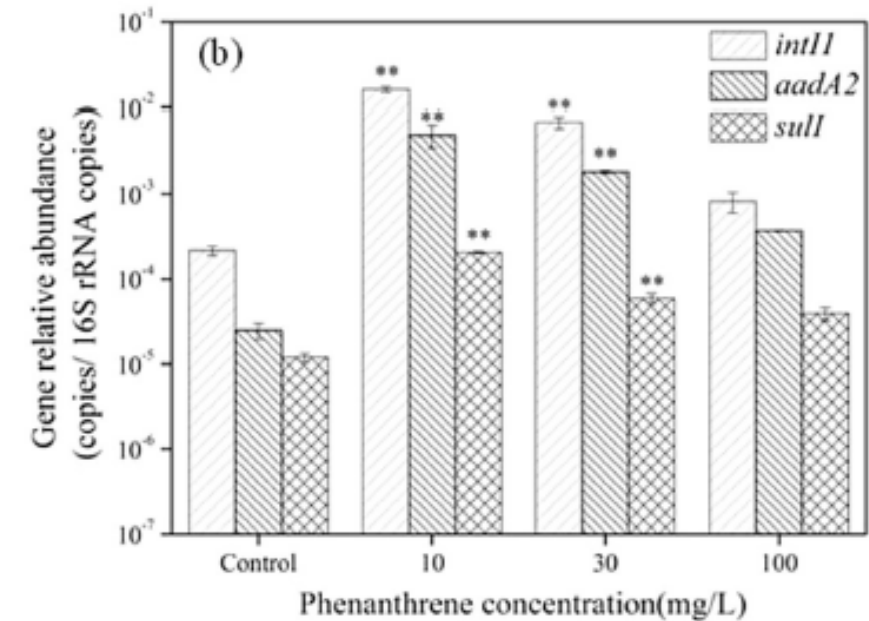 (b)
intI1
aadA2
sulI
Gene relative abundance
(copies/ 16S rRNA copies)
10⁻¹
10⁻²
10⁻³
10⁻⁴
10⁻⁵
10⁻⁶
10⁻⁷
** ** **
** ** **
Control 10 30 100
Phenanthrene concentration(mg/L)